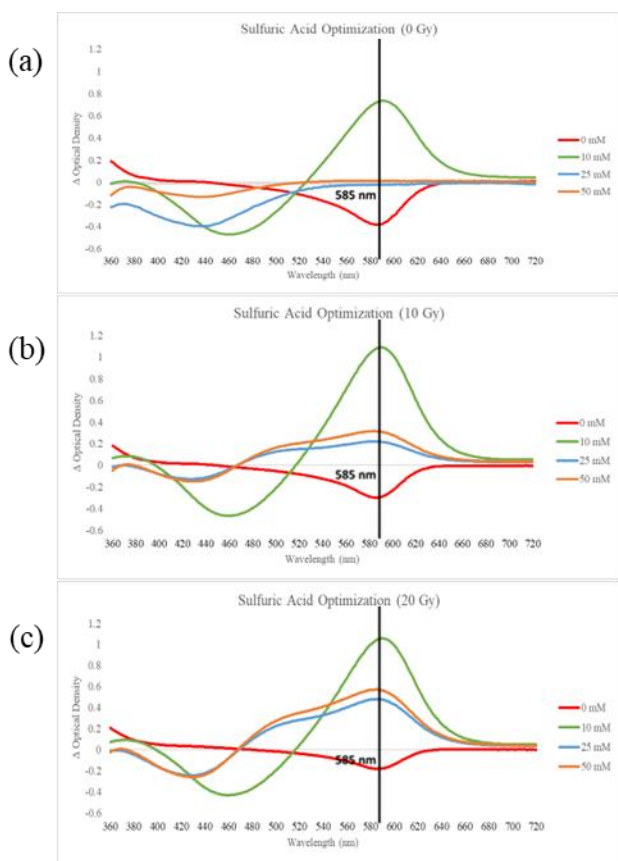 (a)
Sulfuric Acid Optimization (0 Gy)
1.2
1
0.8
0.6
0.4
0.2
0
-0.2
-0.4
-0.6
Δ Optical Density
585 nm
360 380 400 420 440 460 480 500 520 540 560 580 600 620 640 660 680 700 720
Wavelength (nm)
0 mM
10 mM
25 mM
50 mM
(b)
Sulfuric Acid Optimization (10 Gy)
1.2
1
0.8
0.6
0.4
0.2
0
-0.2
-0.4
-0.6
Δ Optical Density
585 nm
360 380 400 420 440 460 480 500 520 540 560 580 600 620 640 660 680 700 720
Wavelength (nm)
0 mM
10 mM
25 mM
50 mM
(c)
Sulfuric Acid Optimization (20 Gy)
1.2
1
0.8
0.6
0.4
0.2
0
-0.2
-0.4
-0.6
Δ Optical Density
585 nm
360 380 400 420 440 460 480 500 520 540 560 580 600 620 640 660 680 700 720
Wavelength (nm)
0 mM
10 mM
25 mM
50 mM